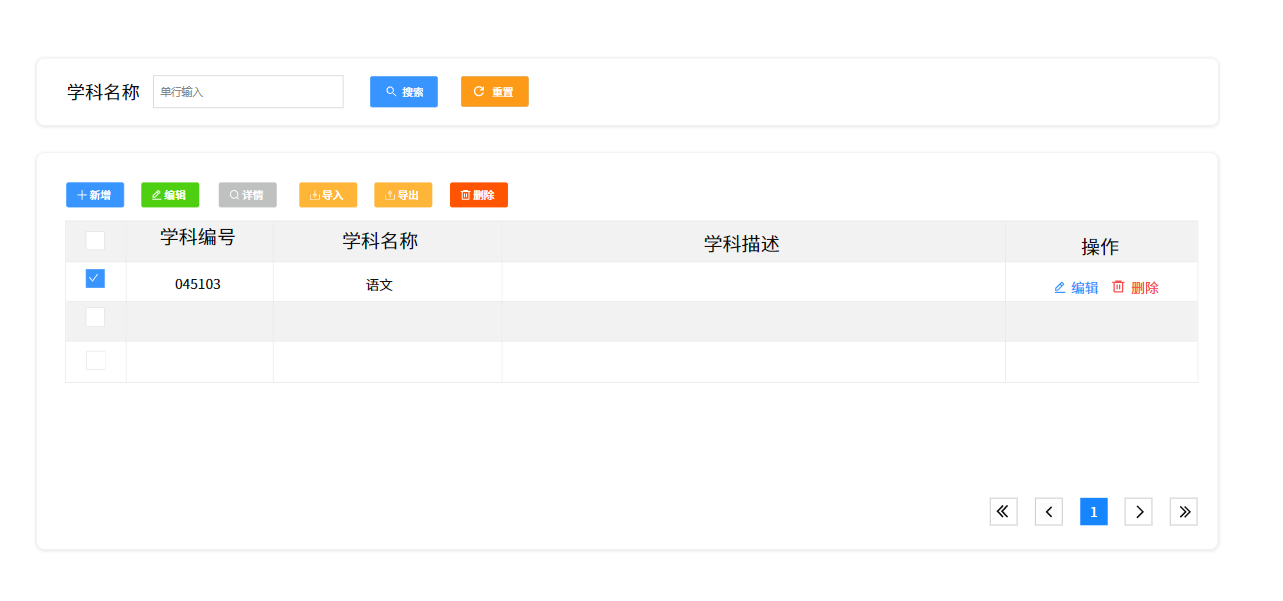 学科名称 单行输入 搜索 重置
新增 编辑 详情 导入 导出 删除
学科编号 学科名称 学科描述 操作
045103 语文 编辑 删除
1